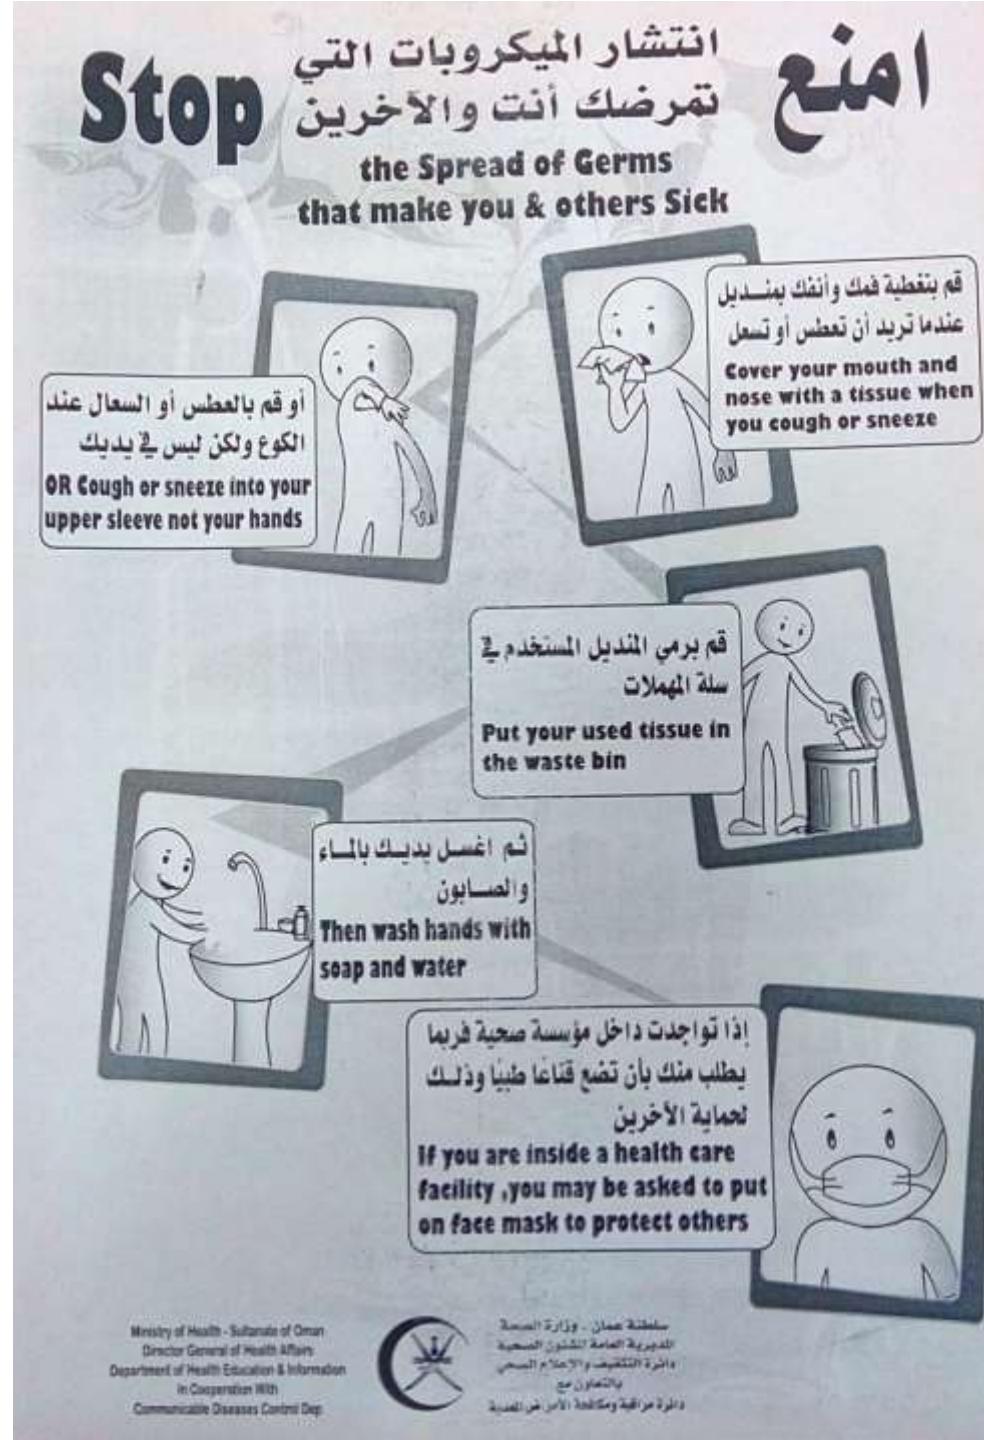 امنع
انتشار الميكروبات التي
تمرضك أنت والآخرين
Stop
the Spread of Germs
that make you & others Sick
قم بتغطية فمك وأنفك بمنديل
عندما تريد أن تعطس أو تسعل
Cover your mouth and
nose with a tissue when
you cough or sneeze
أو قم بالعطس أو السعال عند
الكوع ولكن ليس في يديك
OR Cough or sneeze into your
upper sleeve not your hands
قم برمي المنديل المستخدم في
سلة المهملات
Put your used tissue in
the waste bin
ثم اغسل يديك بالماء
والصابون
Then wash hands with
soap and water
إذا تواجدت داخل مؤسسة صحية فربما
يطلب منك بأن تضع قناعًا طبيًا وذلك
لحماية الأخرين
If you are inside a health care
facility ,you may be asked to put
on face mask to protect others
Ministry of Health - Sultanate of Oman
Director General of Health Affairs
Department of Health Education & Information
In Cooperation With
Communicable Diseases Control Dep
سلطنة عمان - وزارة الصحة
المديرية العامة للشئون الصحية
دائرة التثقيف والإعلام الصحي
بالتعاون مع
دائرة مراقبة ومكافحة الأمراض المعدية